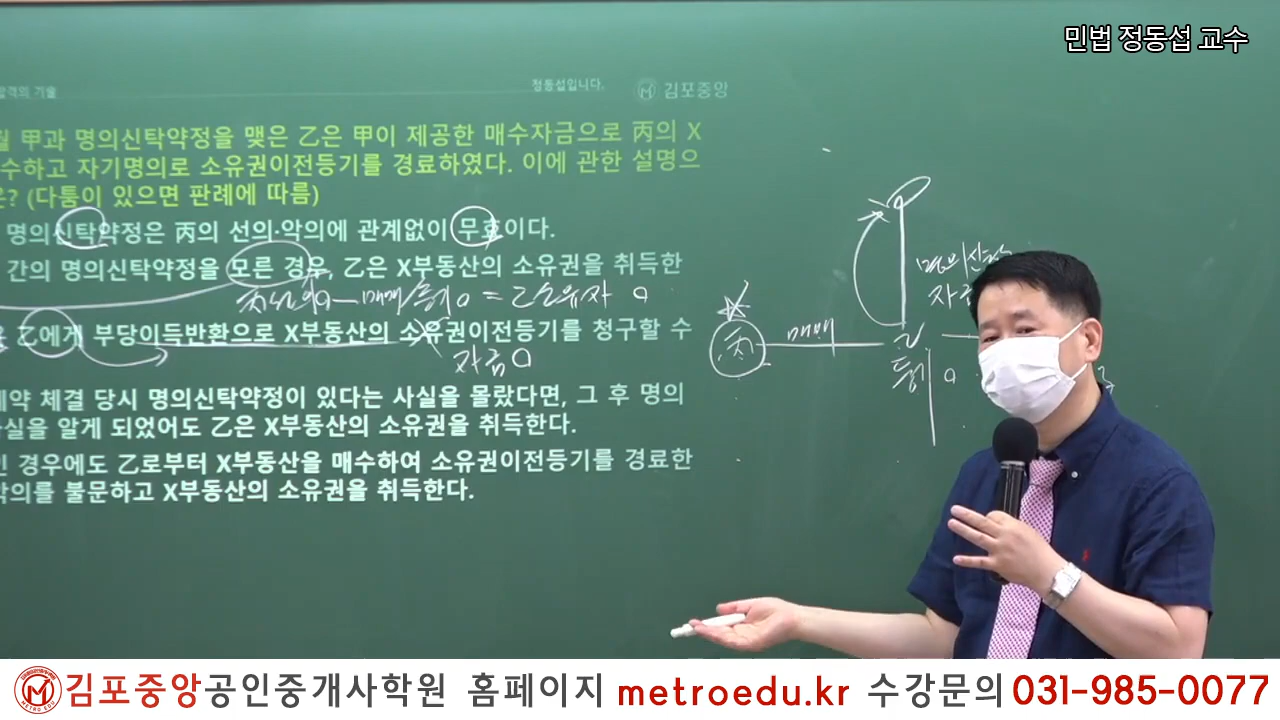 민법 정동섭 교수
합격의 기술
정동섭입니다.
김포중앙
월 甲과 명의신탁약정을 맺은 乙은 甲이 제공한 매수자금으로 丙의 X
수하고 자기명의로 소유권이전등기를 경료하였다. 이에 관한 설명으
은? (다툼이 있으면 판례에 따름)
명의신탁약정은 丙의 선의·악의에 관계없이 무효이다.
간의 명의신탁약정을 모른 경우, 乙은 X부동산의 소유권을 취득한
乙에게 부당이득반환으로 X부동산의 소유권이전등기를 청구할 수
자금
계약 체결 당시 명의신탁약정이 있다는 사실을 몰랐다면, 그 후 명의
사실을 알게 되었어도 乙은 X부동산의 소유권을 취득한다.
인 경우에도 乙로부터 X부동산을 매수하여 소유권이전등기를 경료한
악의를 불문하고 X부동산의 소유권을 취득한다.
매매
丙
乙
등기
김포중앙공인중개사학원 홈페이지 metroedu.kr 수강문의 031-985-0077
METRO EDU